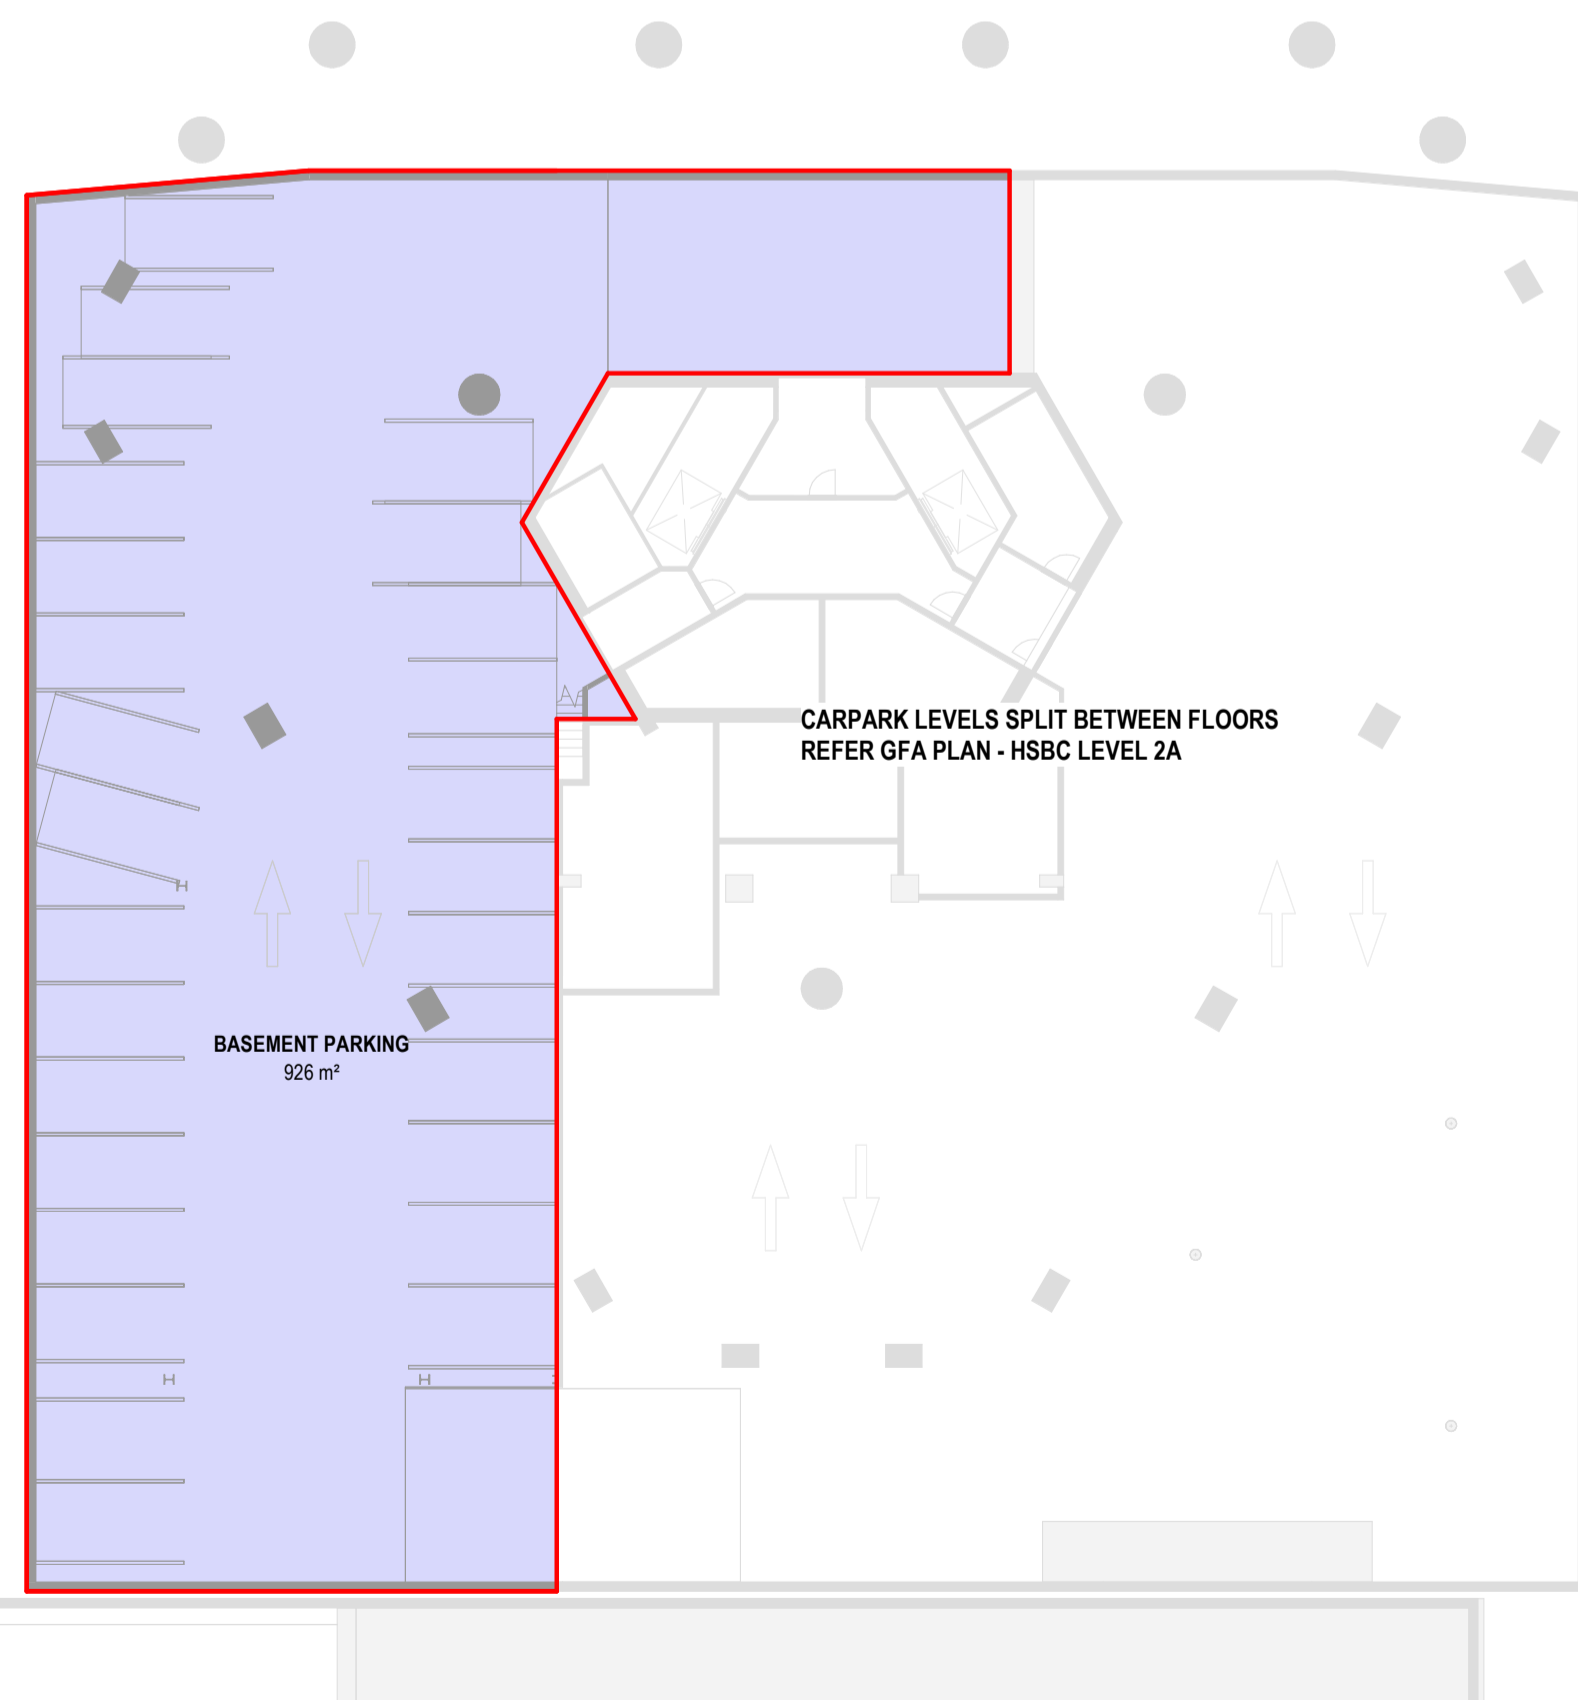 CARPARK LEVELS SPLIT BETWEEN FLOORS
REFER GFA PLAN - HSBC LEVEL 2A
H
BASEMENT PARKING
926 m²
H
H